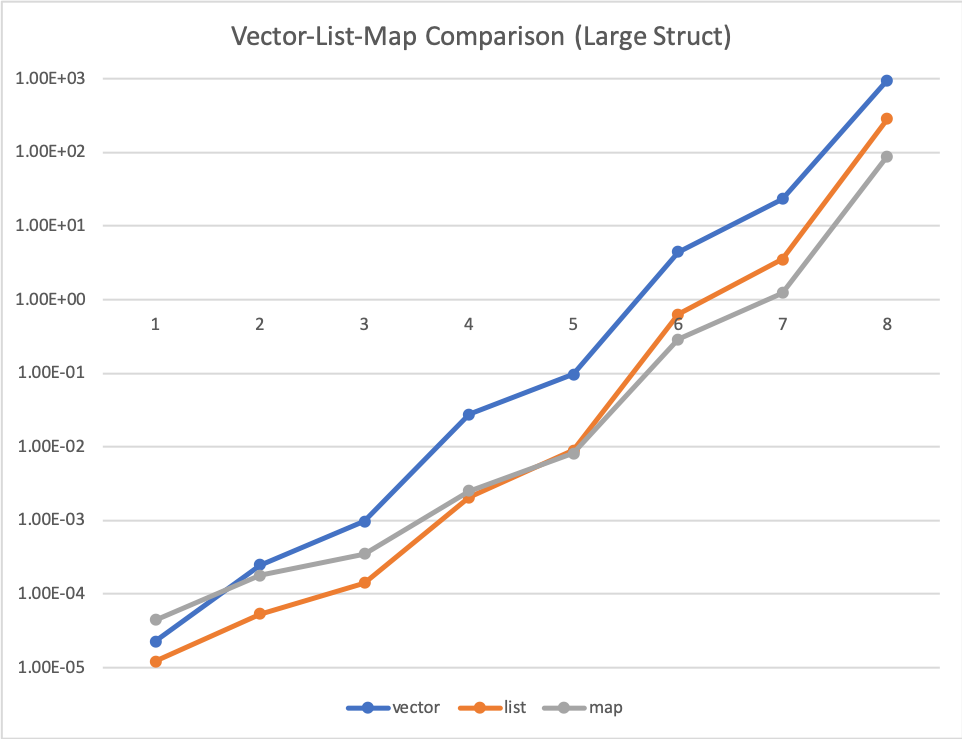 Vector-List-Map Comparison (Large Struct)
1.00E+03
1.00E+02
1.00E+01
1.00E+00
1 2 3 4 5 6 7 8
1.00E-01
1.00E-02
1.00E-03
1.00E-04
1.00E-05
vector list map